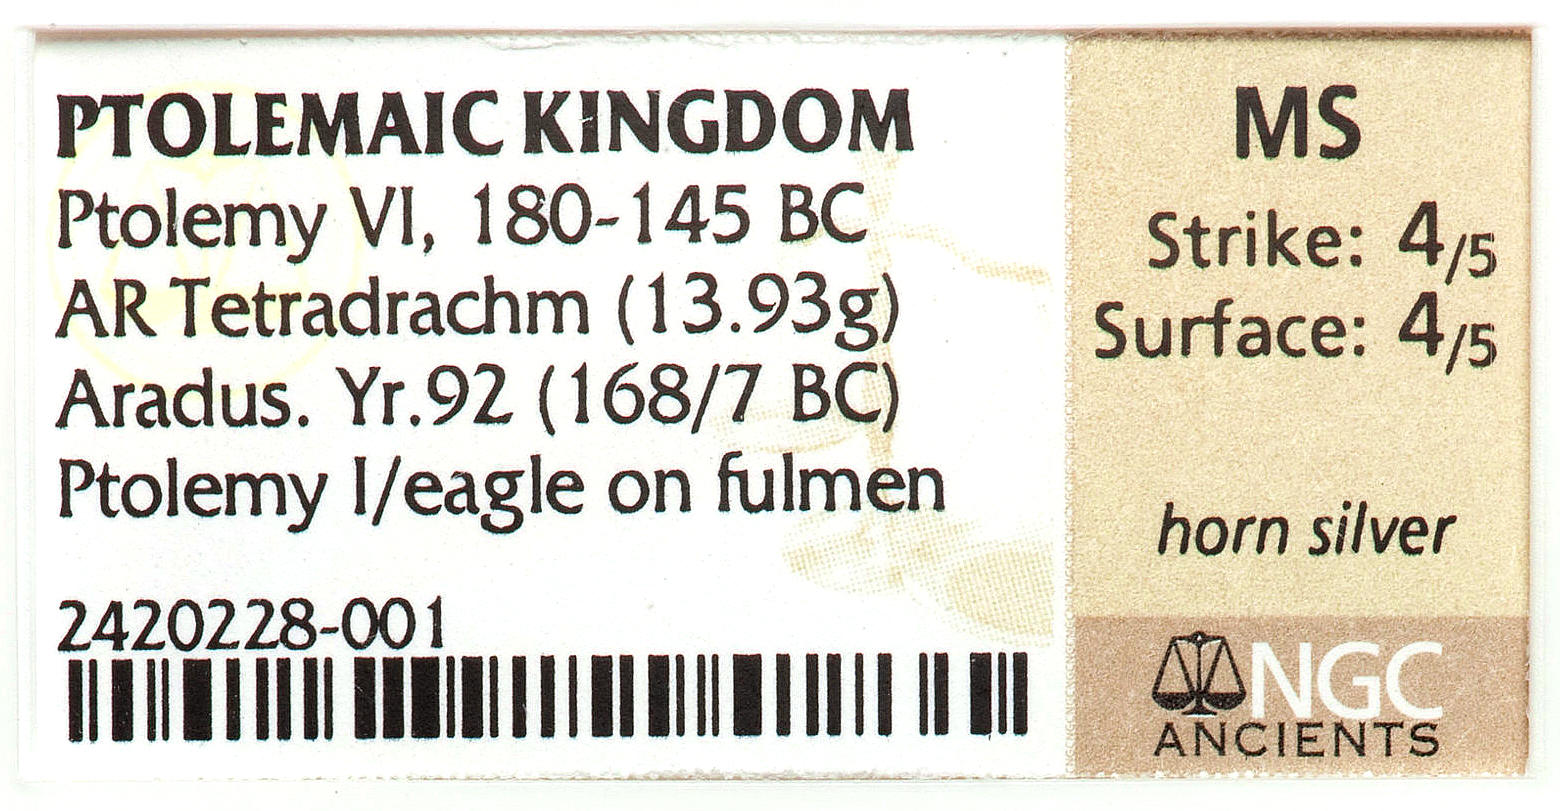 PTOLEMAIC KINGDOM
Ptolemy VI, 180-145 BC
AR Tetradrachm (13.93g)
Aradus. Yr.92 (168/7 BC)
Ptolemy I/eagle on fulmen
2420228-001
MS
Strike: 4/5
Surface: 4/5
horn silver
NGC
ANCIENTS